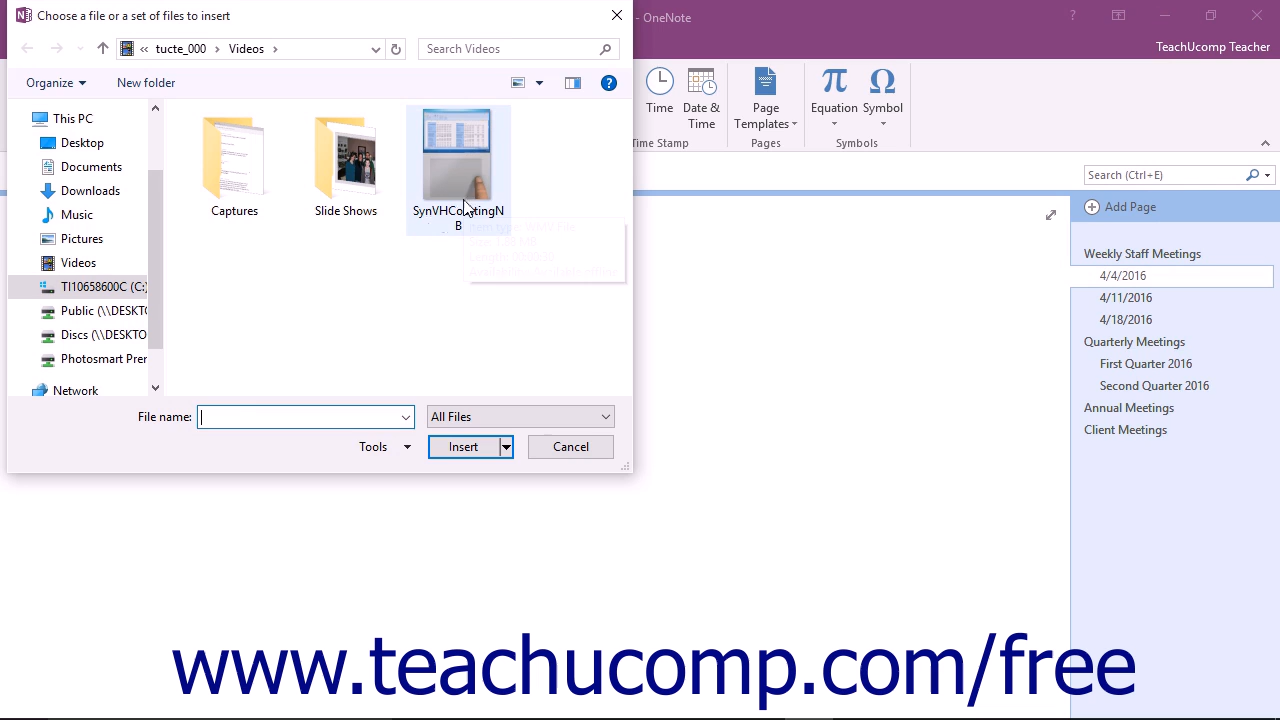 Choose a file or a set of files to insert
- OneNote
?
TeachUcomp Teacher
« tucte_000 > Videos >
Search Videos
Organize
New folder
?
This PC
Desktop
Documents
Downloads
Music
Pictures
Videos
TI10658600C (C:)
Public (\\DESKTO
Discs (\\DESKTO
Photosmart Prer
Network
Captures
Slide Shows
SynVHCo
tingN
B
File name:
All Files
Tools
Insert
Cancel
Time
Date &
Time
Time Stamp
Page
Templates
Pages
π
Equation
Ω
Symbol
Symbols
Search (Ctrl+E)
Add Page
Weekly Staff Meetings
4/4/2016
4/11/2016
4/18/2016
Quarterly Meetings
First Quarter 2016
Second Quarter 2016
Annual Meetings
Client Meetings
www.teachucomp.com/free